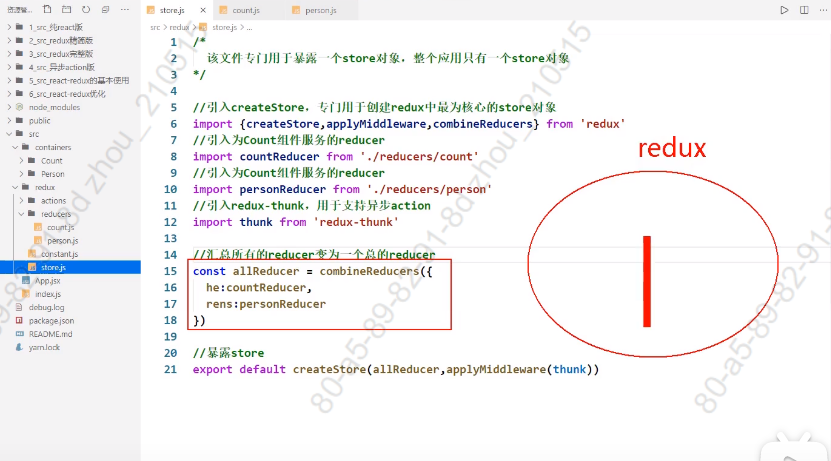 资源管...
store.js
count.js
person.js
src
redux
store.js
...
1_src_纯react版
2_src_redux精简版
3_src_redux完整版
4_src_异步action版
5_src_react-redux的基本使用
6_src_react-redux优化
node_modules
public
src
containers
Count
Person
redux
actions
reducers
count.js
person.js
constant.js
store.js
App.jsx
index.js
debug.log
package.json
README.md
yarn.lock
1 /*
2 该文件专门用于暴露一个store对象，整个应用只有一个store对象
3 */
4
5 //引入createStore，专门用于创建redux中最为核心的store对象
6 import {createStore,applyMiddleware,combineReducers} from 'redux'
7 //引入为Count组件服务的reducer
8 import countReducer from './reducers/count'
9 //引入为Count组件服务的reducer
10 import personReducer from './reducers/person'
11 //引入redux-thunk，用于支持异步action
12 import thunk from 'redux-thunk'
13
14 //汇总所有的reducer变为一个总的reducer
15 const allReducer = combineReducers({
16 he:countReducer,
17 rens:personReducer
18 })
19
20 //暴露store
21 export default createStore(allReducer,applyMiddleware(thunk))
redux
80-a5-89-82-91-8d zhou_210515